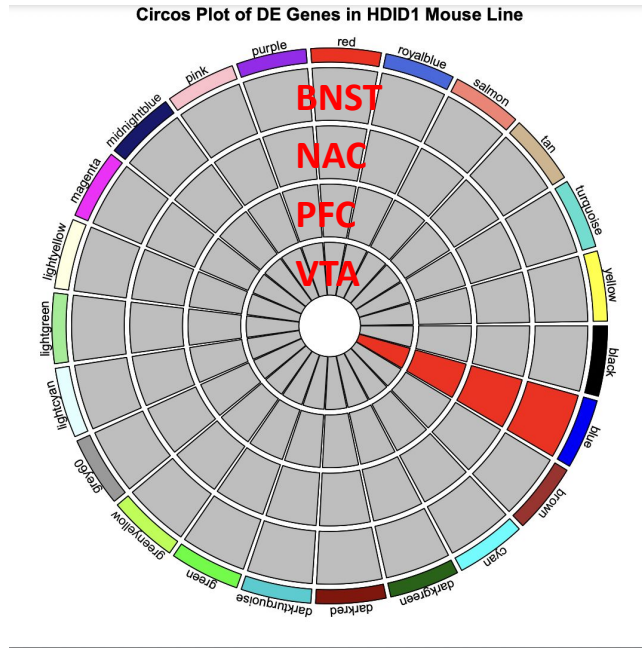 Circos Plot of DE Genes in HDID1 Mouse Line
red
royalblue
salmon
tan
turquoise
yellow
black
blue
brown
cyan
darkgreen
darkred
darkturquoise
green
greenyellow
grey60
lightcyan
lightgreen
lightyellow
magenta
midnightblue
pink
purple
BNST
NAC
PFC
VTA